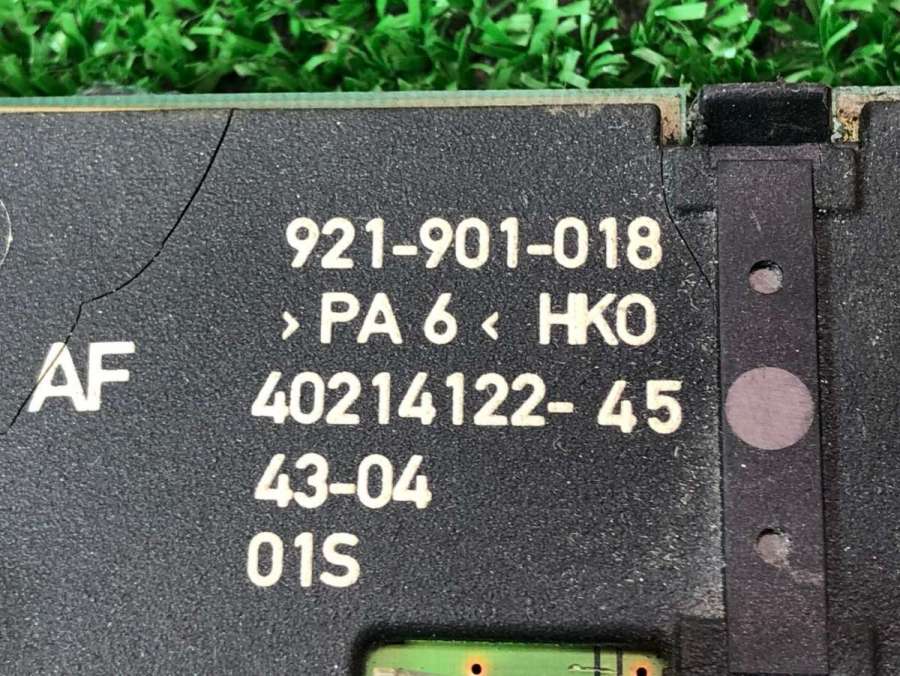 921-901-018
>PA 6< HKO
AF
40214122-45
43-04
01S